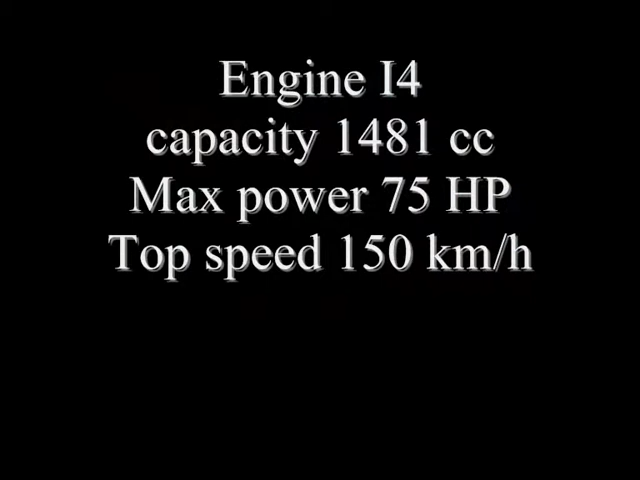 Engine I4
capacity 1481 cc
Max power 75 HP
Top speed 150 km/h